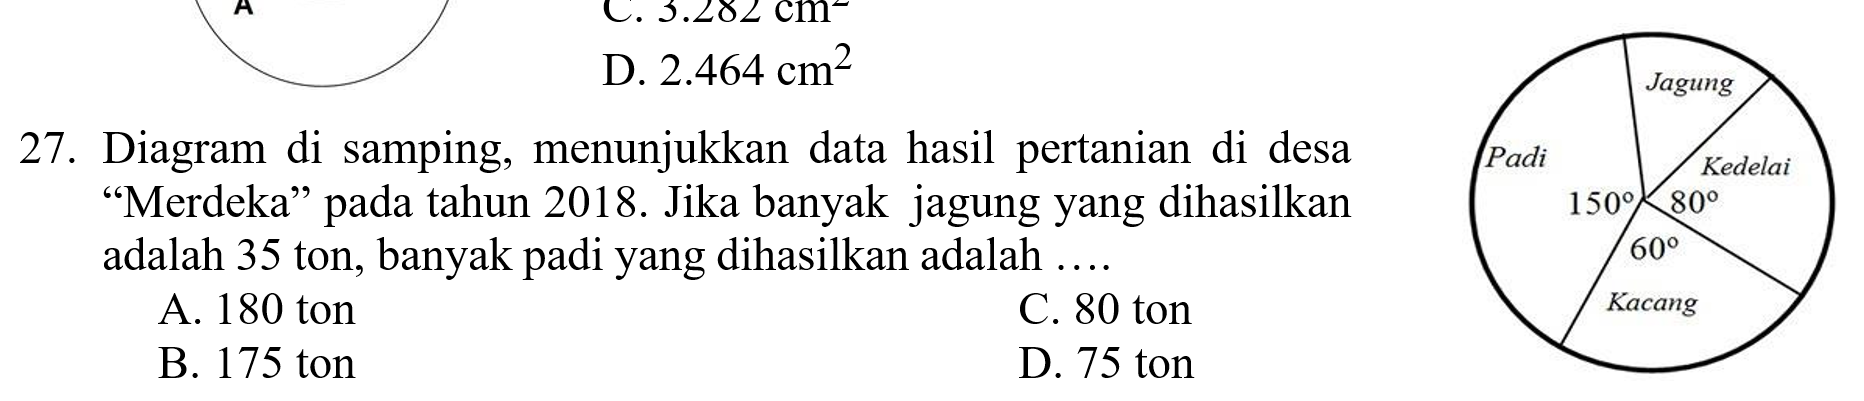 A
C. 3.282 cm²
D. 2.464 cm²
27. Diagram di samping, menunjukkan data hasil pertanian di desa
“Merdeka” pada tahun 2018. Jika banyak jagung yang dihasilkan
adalah 35 ton, banyak padi yang dihasilkan adalah ….
A. 180 ton
C. 80 ton
B. 175 ton
D. 75 ton
Jagung
Padi
Kedelai
150° 80°
60°
Kacang